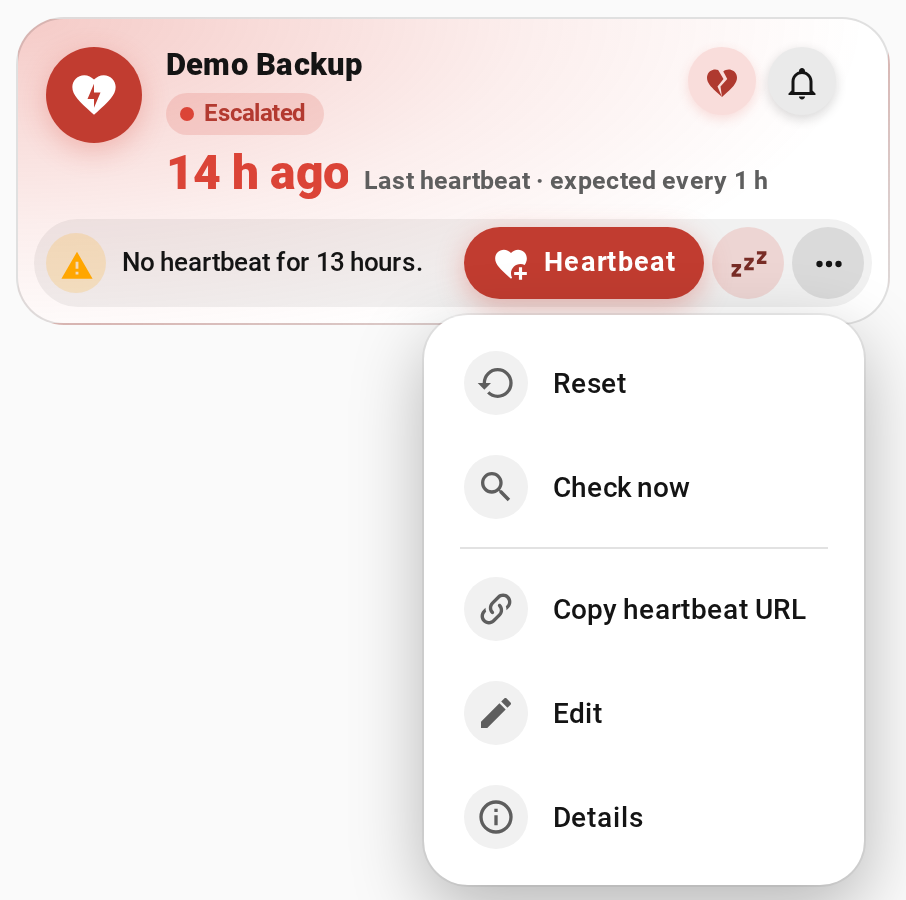 Demo Backup
Escalated
14 h ago Last heartbeat · expected every 1 h
No heartbeat for 13 hours. Heartbeat zzz
Reset
Check now
Copy heartbeat URL
Edit
Details